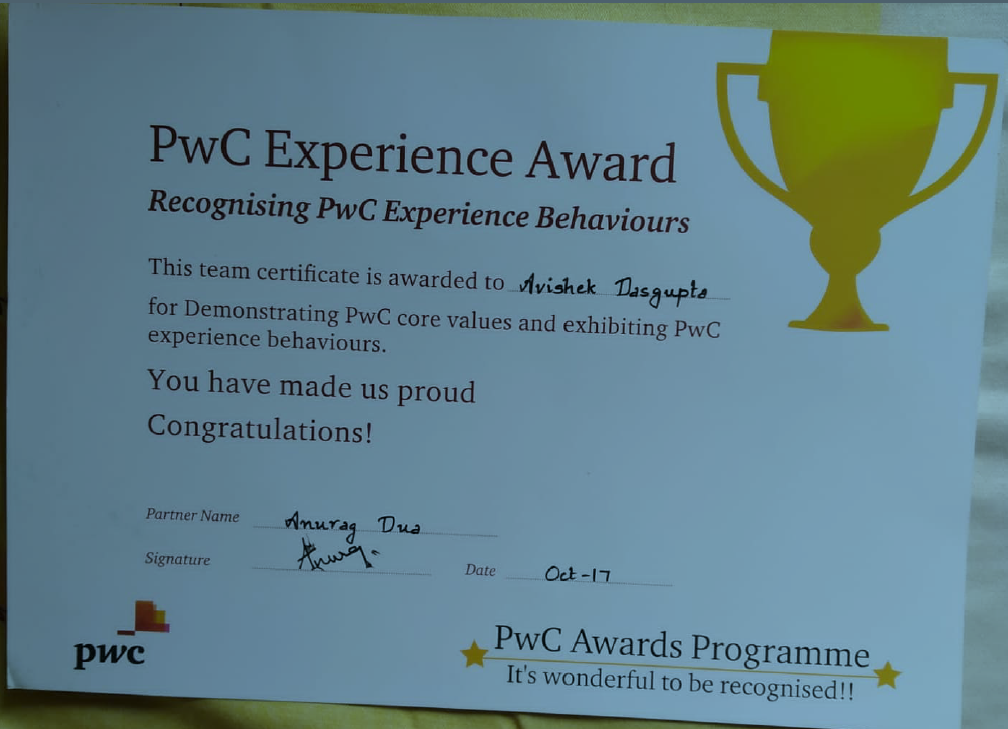 PwC Experience Award
Recognising PwC Experience Behaviours
This team certificate is awarded to Avishek Dasgupta
for Demonstrating PwC core values and exhibiting PwC
experience behaviours.
You have made us proud
Congratulations!
Partner Name Anurag Dua
Signature Anurag
Date Oct-17
pwc
PwC Awards Programme
It's wonderful to be recognised!!